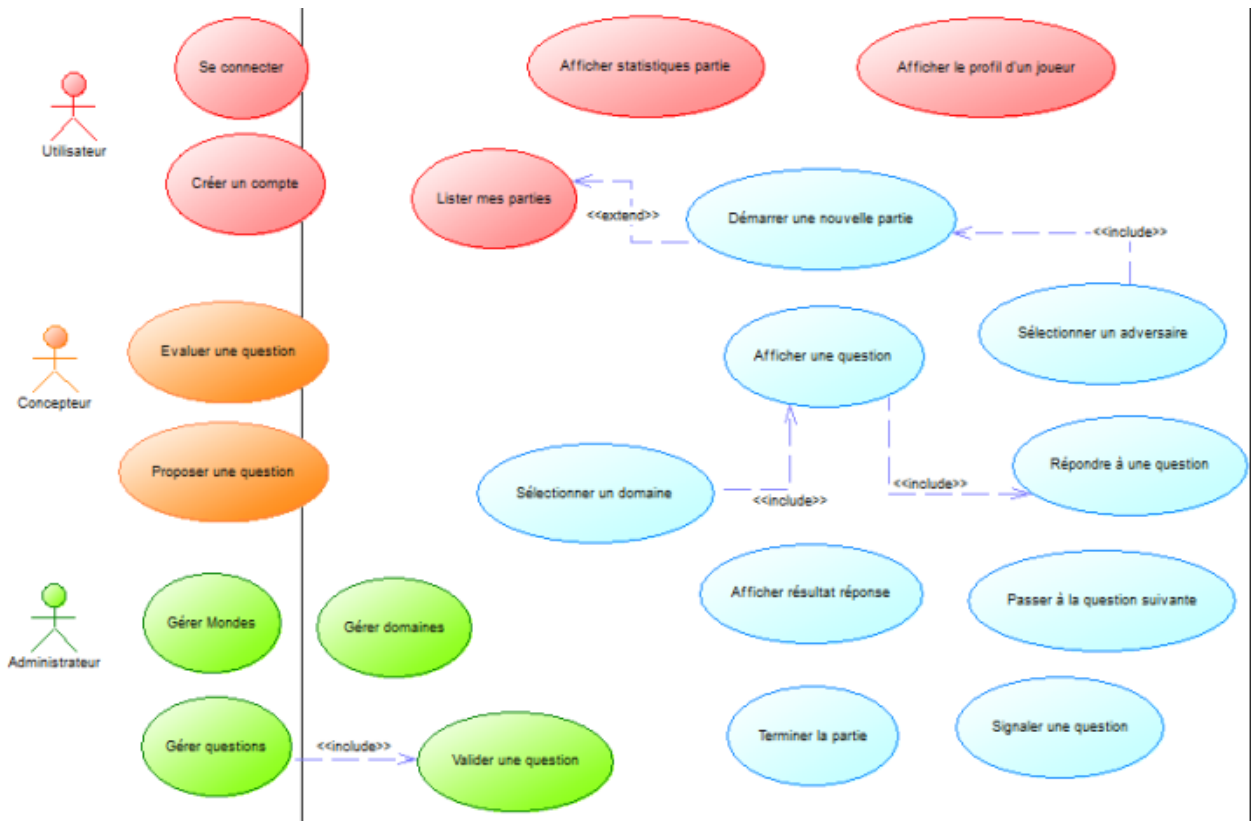 Se connecter
Afficher statistiques partie
Afficher le profil d'un joueur
Utilisateur
Créer un compte
Lister mes parties
<<extend>>
Démarrer une nouvelle partie
<<include>>
Evaluer une question
Afficher une question
Sélectionner un adversaire
Concepteur
Proposer une question
Sélectionner un domaine
<<include>>
<<include>>
Répondre à une question
Afficher résultat réponse
Passer à la question suivante
Gérer Mondes
Gérer domaines
Administrateur
Gérer questions
<<include>>
Valider une question
Terminer la partie
Signaler une question